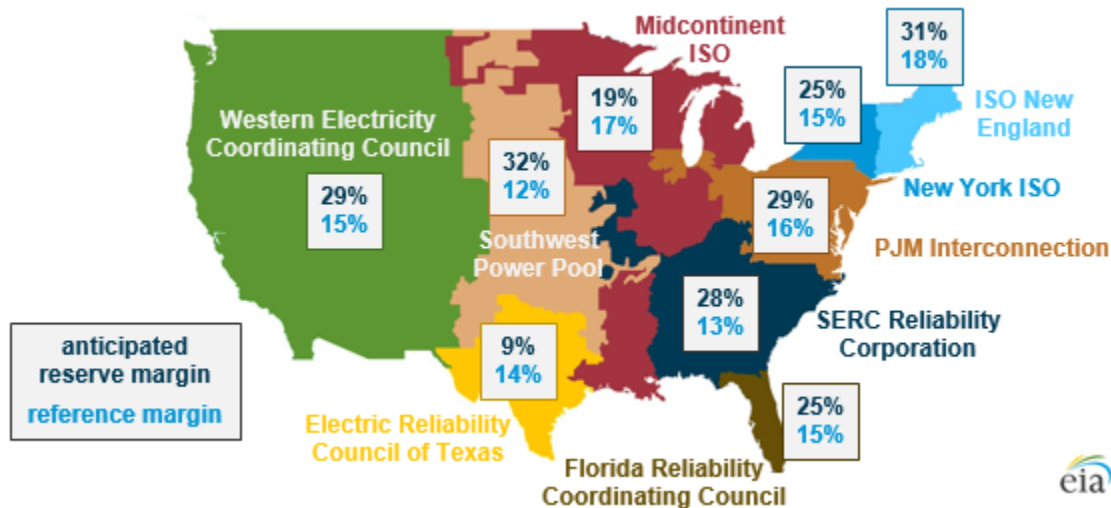 Midcontinent
ISO
31%
18%
25%
15%
ISO New
England
19%
17%
Western Electricity
Coordinating Council
32%
12%
29%
15%
New York ISO
29%
16%
PJM Interconnection
Southwest
Power Pool
28%
13%
SERC Reliability
Corporation
anticipated
reserve margin
reference margin
9%
14%
Electric Reliability
Council of Texas
25%
15%
Florida Reliability
Coordinating Council
eia